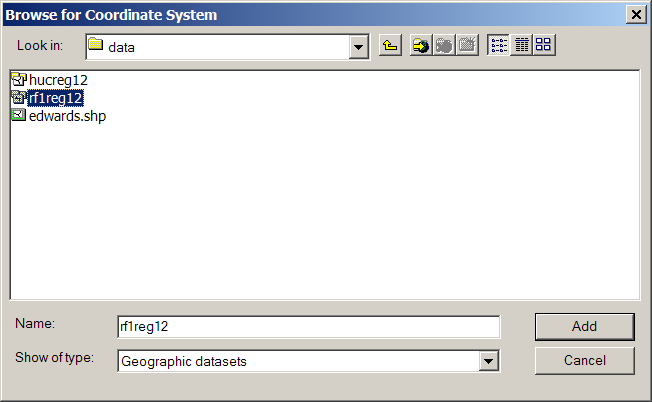 Browse for Coordinate System
Look in: data
hucreg12
rf1reg12
edwards.shp
Name: rf1reg12 Add
Show of type: Geographic datasets Cancel